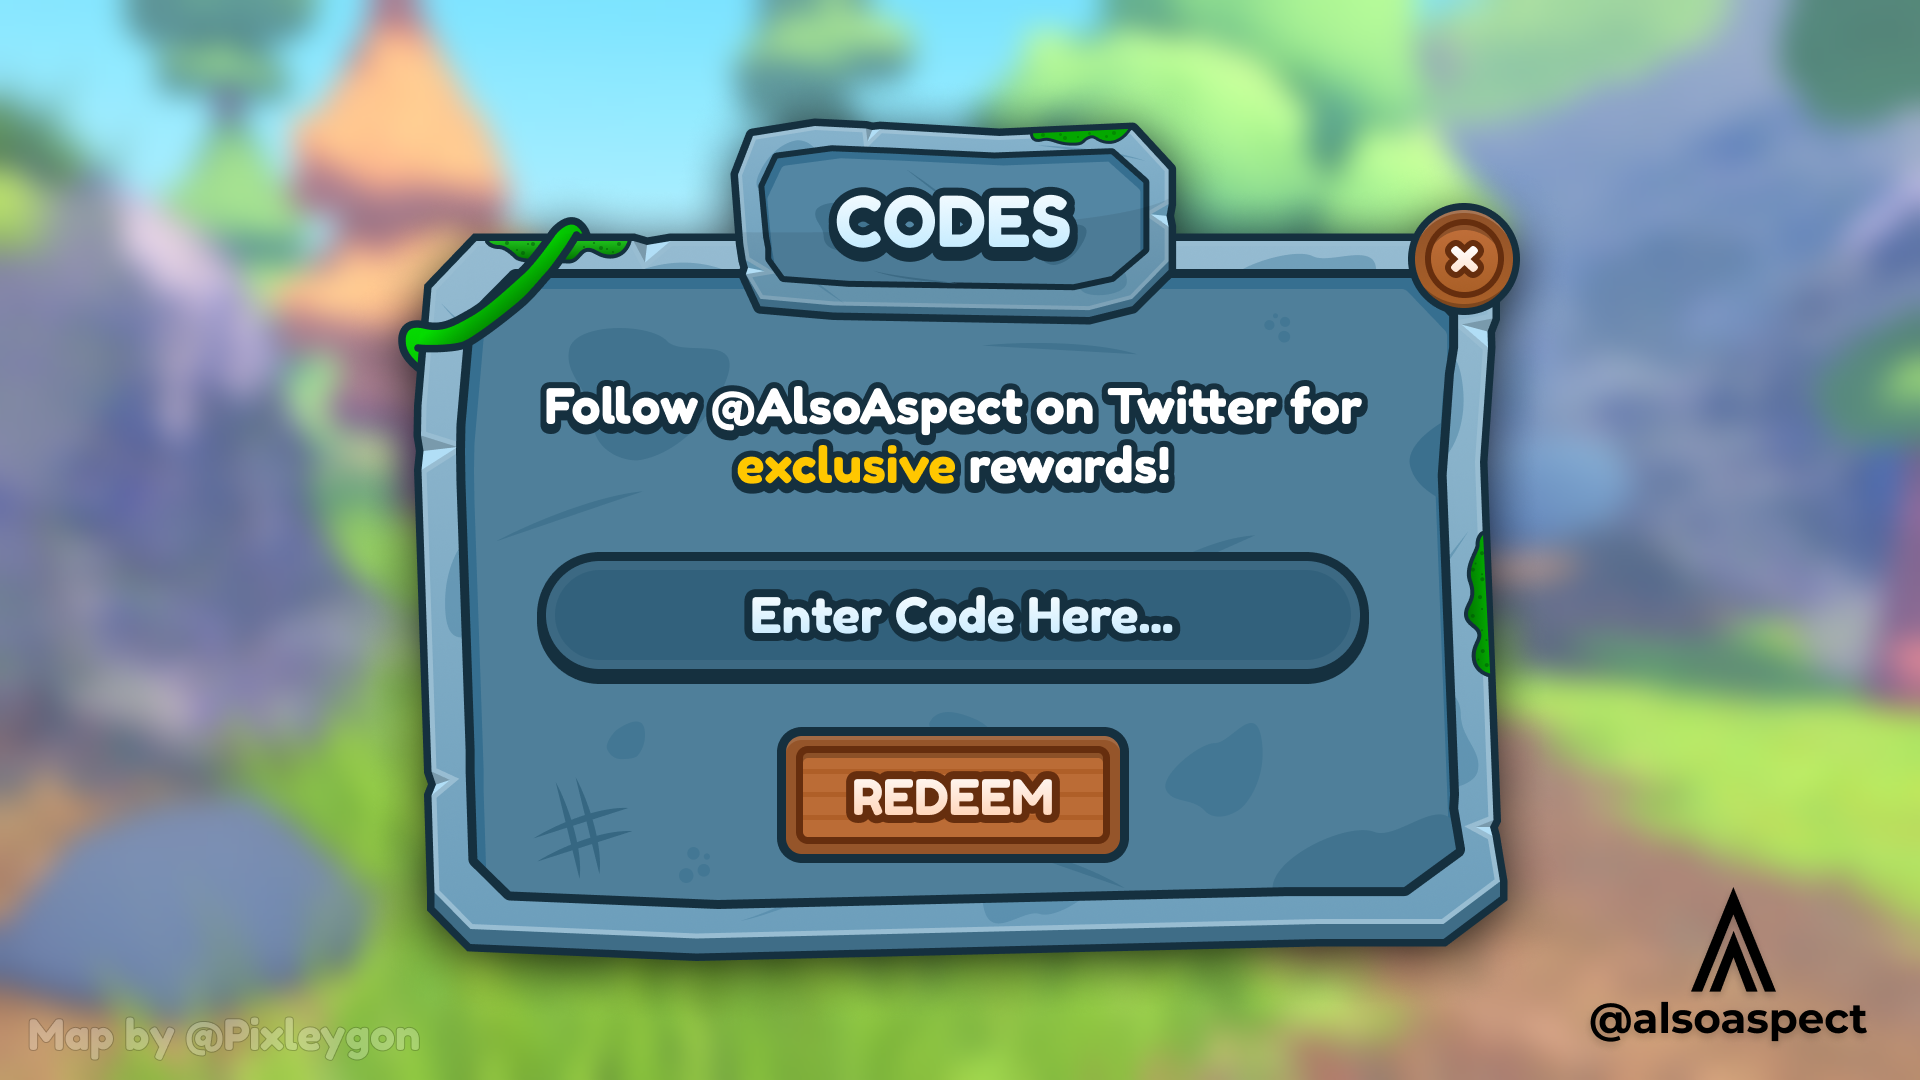 CODES
Follow @AlsoAspect on Twitter for
exclusive rewards!
Enter Code Here...
REDEEM
Map by @Pixleygon
@alsoaspect